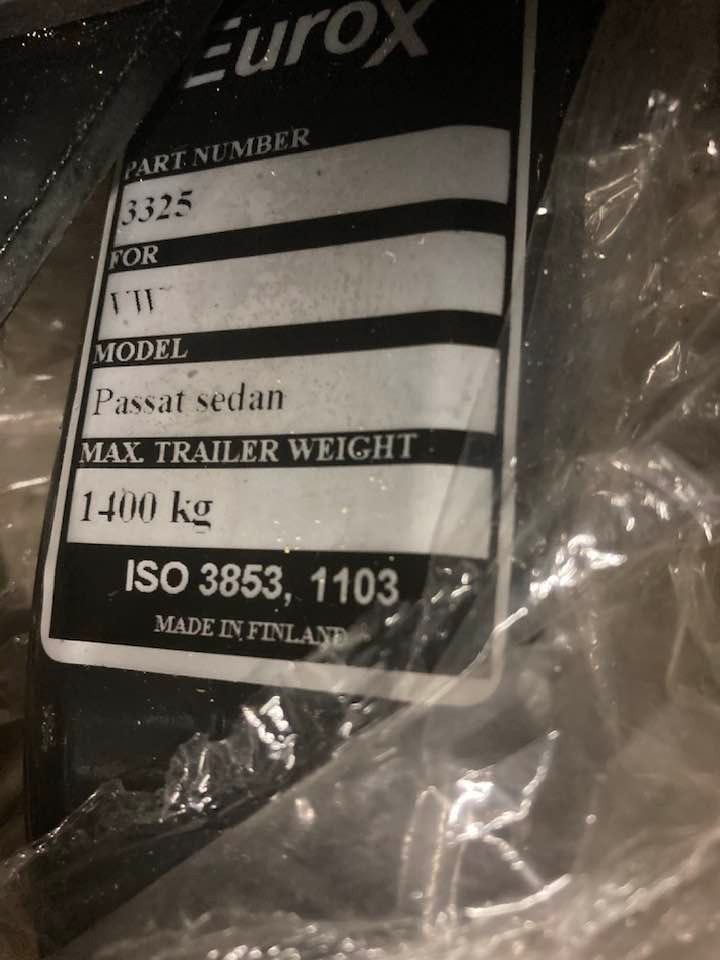 Eurox
PART NUMBER
3325
FOR
VW
MODEL
Passat sedan
MAX. TRAILER WEIGHT
1400 kg
ISO 3853, 1103
MADE IN FINLAND